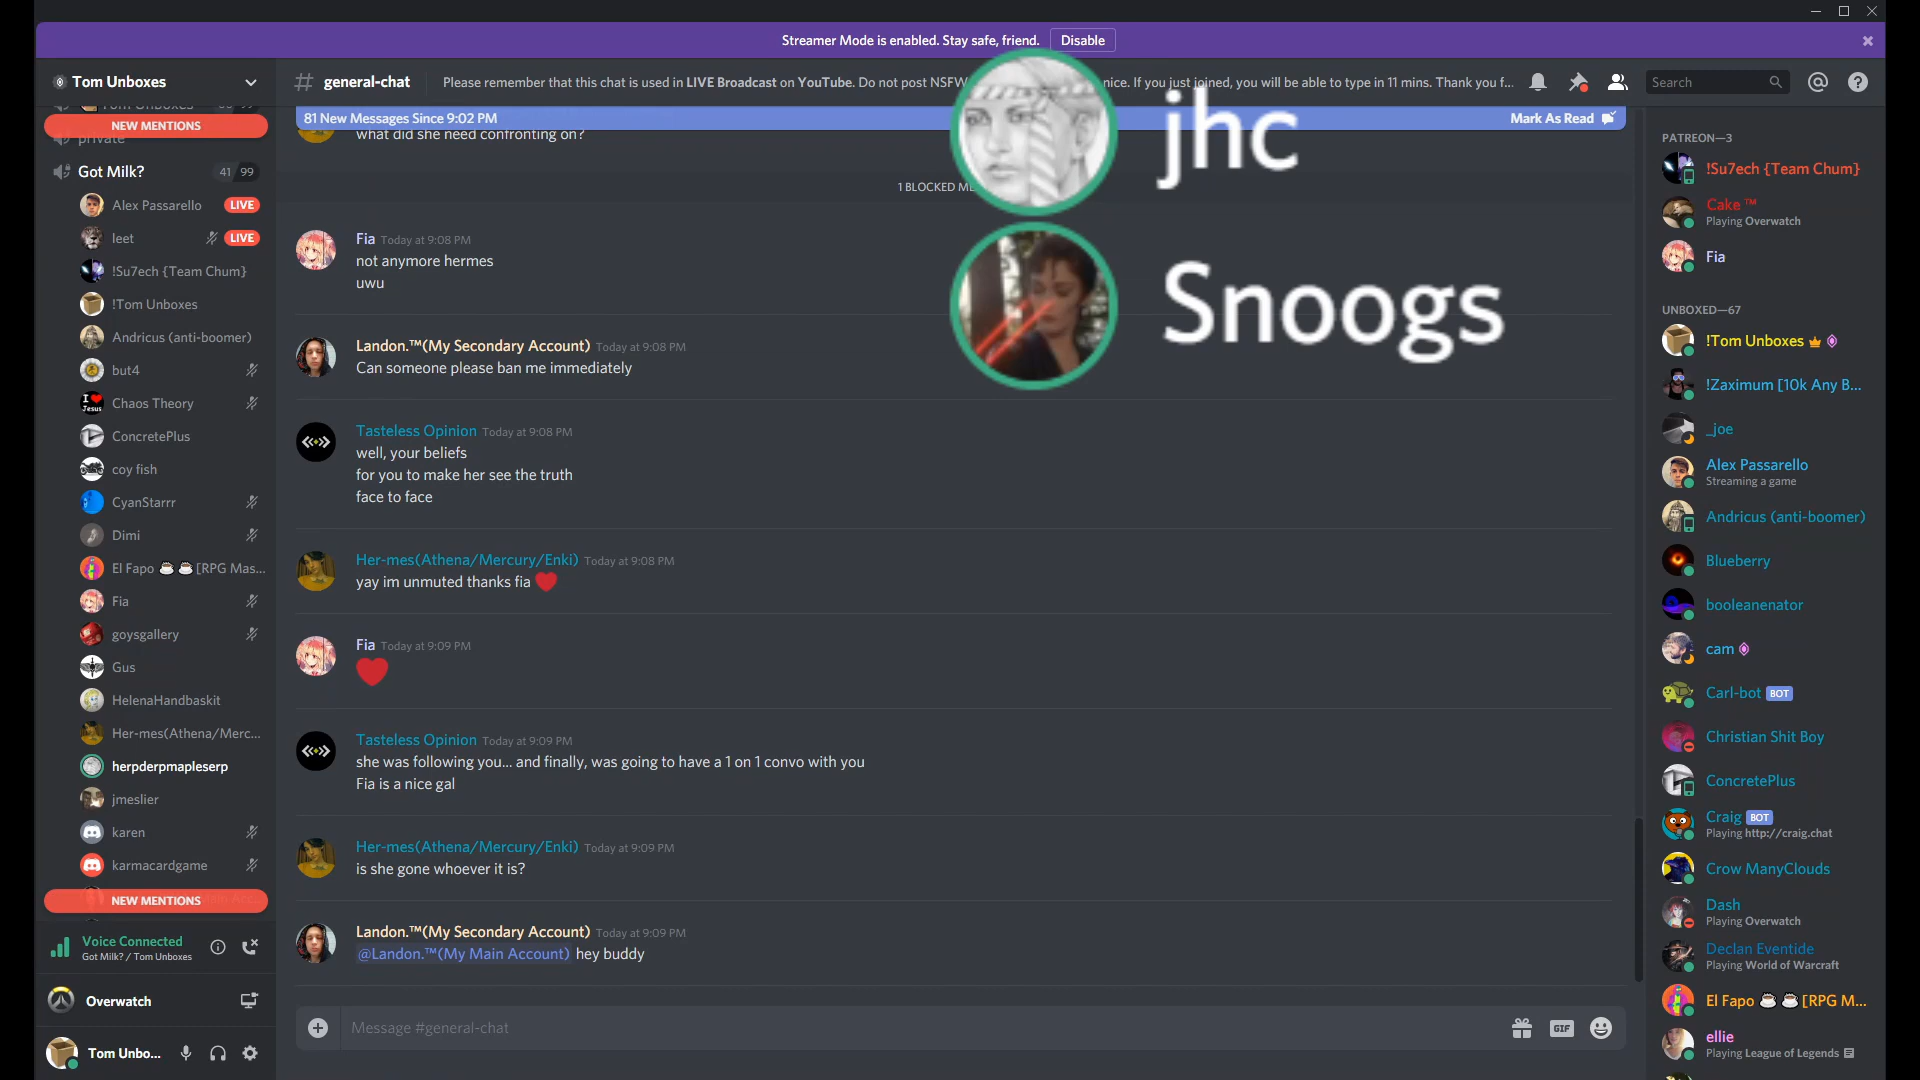 Streamer Mode is enabled. Stay safe, friend. Disable
Tom Unboxes
NEW MENTIONS
private
Got Milk? 41 99
Alex Passarello LIVE
leet LIVE
!Su7ech {Team Chum}
!Tom Unboxes
Andricus (anti-boomer)
but4
Chaos Theory
ConcretePlus
coy fish
CyanStarrr
Dimi
El Fapo ☕☕[RPG Mas...
Fia
goysgallery
Gus
HelenaHandbaskit
Her-mes(Athena/Merc...
herpderpmapleserp
jmeslier
karen
karmacardgame
NEW MENTIONS
Voice Connected
Got Milk? / Tom Unboxes
Overwatch
Tom Unbo...
# general-chat
Please remember that this chat is used in LIVE Broadcast on YouTube. Do not post NSFW nice. If you just joined, you will be able to type in 11 mins. Thank you f...
Search
81 New Messages Since 9:02 PM Mark As Read
what did she need confronting on?
1 BLOCKED
jhc
Snoogs
Fia Today at 9:08 PM
not anymore hermes
uwu
Landon.™(My Secondary Account) Today at 9:08 PM
Can someone please ban me immediately
Tasteless Opinion Today at 9:08 PM
well, your beliefs
for you to make her see the truth
face to face
Her-mes(Athena/Mercury/Enki) Today at 9:08 PM
yay im unmuted thanks fia ❤️
Fia Today at 9:09 PM
❤️
Tasteless Opinion Today at 9:09 PM
she was following you... and finally, was going to have a 1 on 1 convo with you
Fia is a nice gal
Her-mes(Athena/Mercury/Enki) Today at 9:09 PM
is she gone whoever it is?
Landon.™(My Secondary Account) Today at 9:09 PM
@Landon.™(My Main Account) hey buddy
Message #general-chat
GIF
PATREON—3
!Su7ech {Team Chum}
Cake ™
Playing Overwatch
Fia
UNBOXED—67
!Tom Unboxes
!Zaximum [10k Any B...
_joe
Alex Passarello
Streaming a game
Andricus (anti-boomer)
Blueberry
booleanenator
cam
Carl-bot BOT
Christian Shit Boy
ConcretePlus
Craig BOT
Playing http://craig.chat
Crow ManyClouds
Dash
Playing Overwatch
Declan Eventide
Playing World of Warcraft
El Fapo ☕☕[RPG M...
ellie
Playing League of Legends